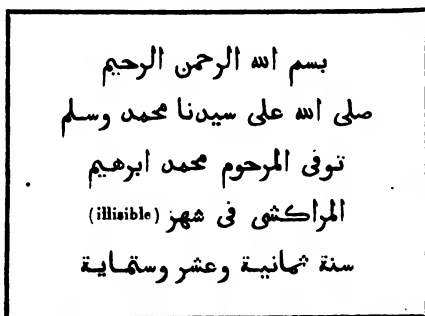 بسم الله الرحمن الرحيم
صلى الله على سيدنا محمد وسلم
توفى المرحوم محمد ابرهيم
المراكشى فى شهر (illisible)
سنة ثمانية وعشر وستماية